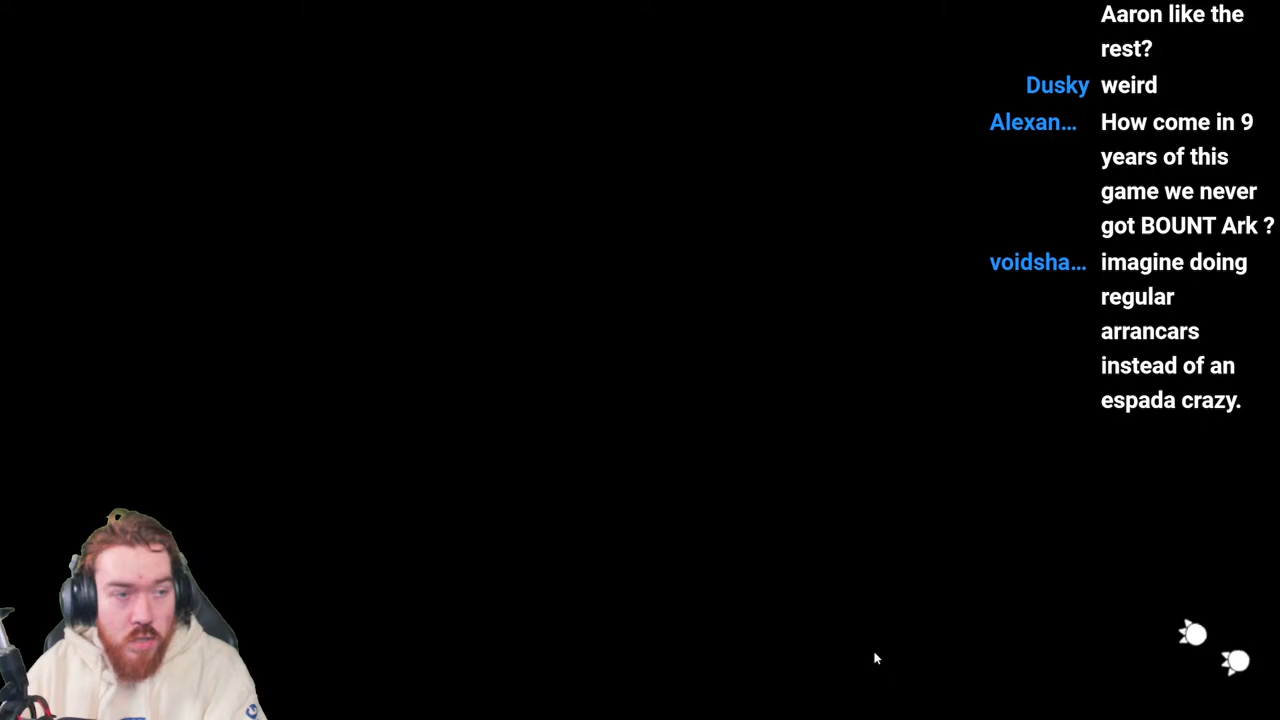 Aaron like the
rest?
Dusky weird
Alexan... How come in 9
years of this
game we never
got BOUNT Ark ?
voidsha... imagine doing
regular
arrancars
instead of an
espada crazy.